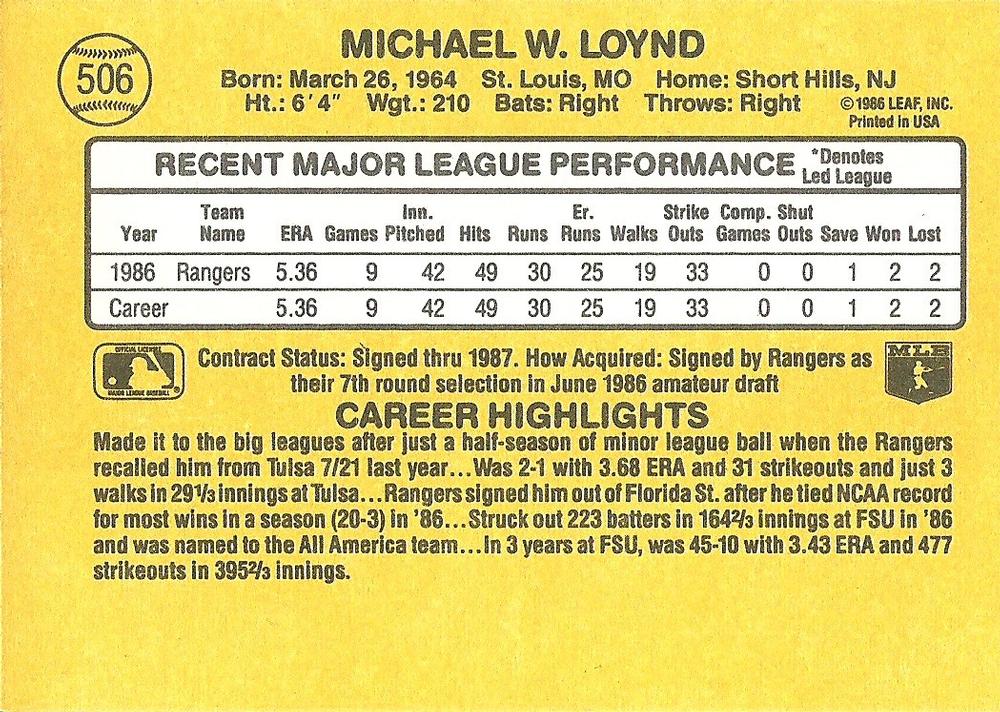 506
MICHAEL W. LOYND
Born: March 26, 1964 St. Louis, MO Home: Short Hills, NJ
Ht.: 6'4" Wgt.: 210 Bats: Right Throws: Right
©1986 LEAF, INC.
Printed in USA
RECENT MAJOR LEAGUE PERFORMANCE *Denotes
Led League
Team Inn. Er. Strike Comp. Shut
Year Name ERA Games Pitched Hits Runs Runs Walks Outs Games Outs Save Won Lost
1986 Rangers 5.36 9 42 49 30 25 19 33 0 0 1 2 2
Career 5.36 9 42 49 30 25 19 33 0 0 1 2 2
OFFICIAL LICENSEE
MAJOR LEAGUE BASEBALL
®
Contract Status: Signed thru 1987. How Acquired: Signed by Rangers as
their 7th round selection in June 1986 amateur draft
MLB
CAREER HIGHLIGHTS
Made it to the big leagues after just a half-season of minor league ball when the Rangers
recalled him from Tulsa 7/21 last year...Was 2-1 with 3.68 ERA and 31 strikeouts and just 3
walks in 29⅓ innings at Tulsa...Rangers signed him out of Florida St. after he tied NCAA record
for most wins in a season (20-3) in '86...Struck out 223 batters in 164⅔ innings at FSU in '86
and was named to the All America team...In 3 years at FSU, was 45-10 with 3.43 ERA and 477
strikeouts in 395⅔ innings.